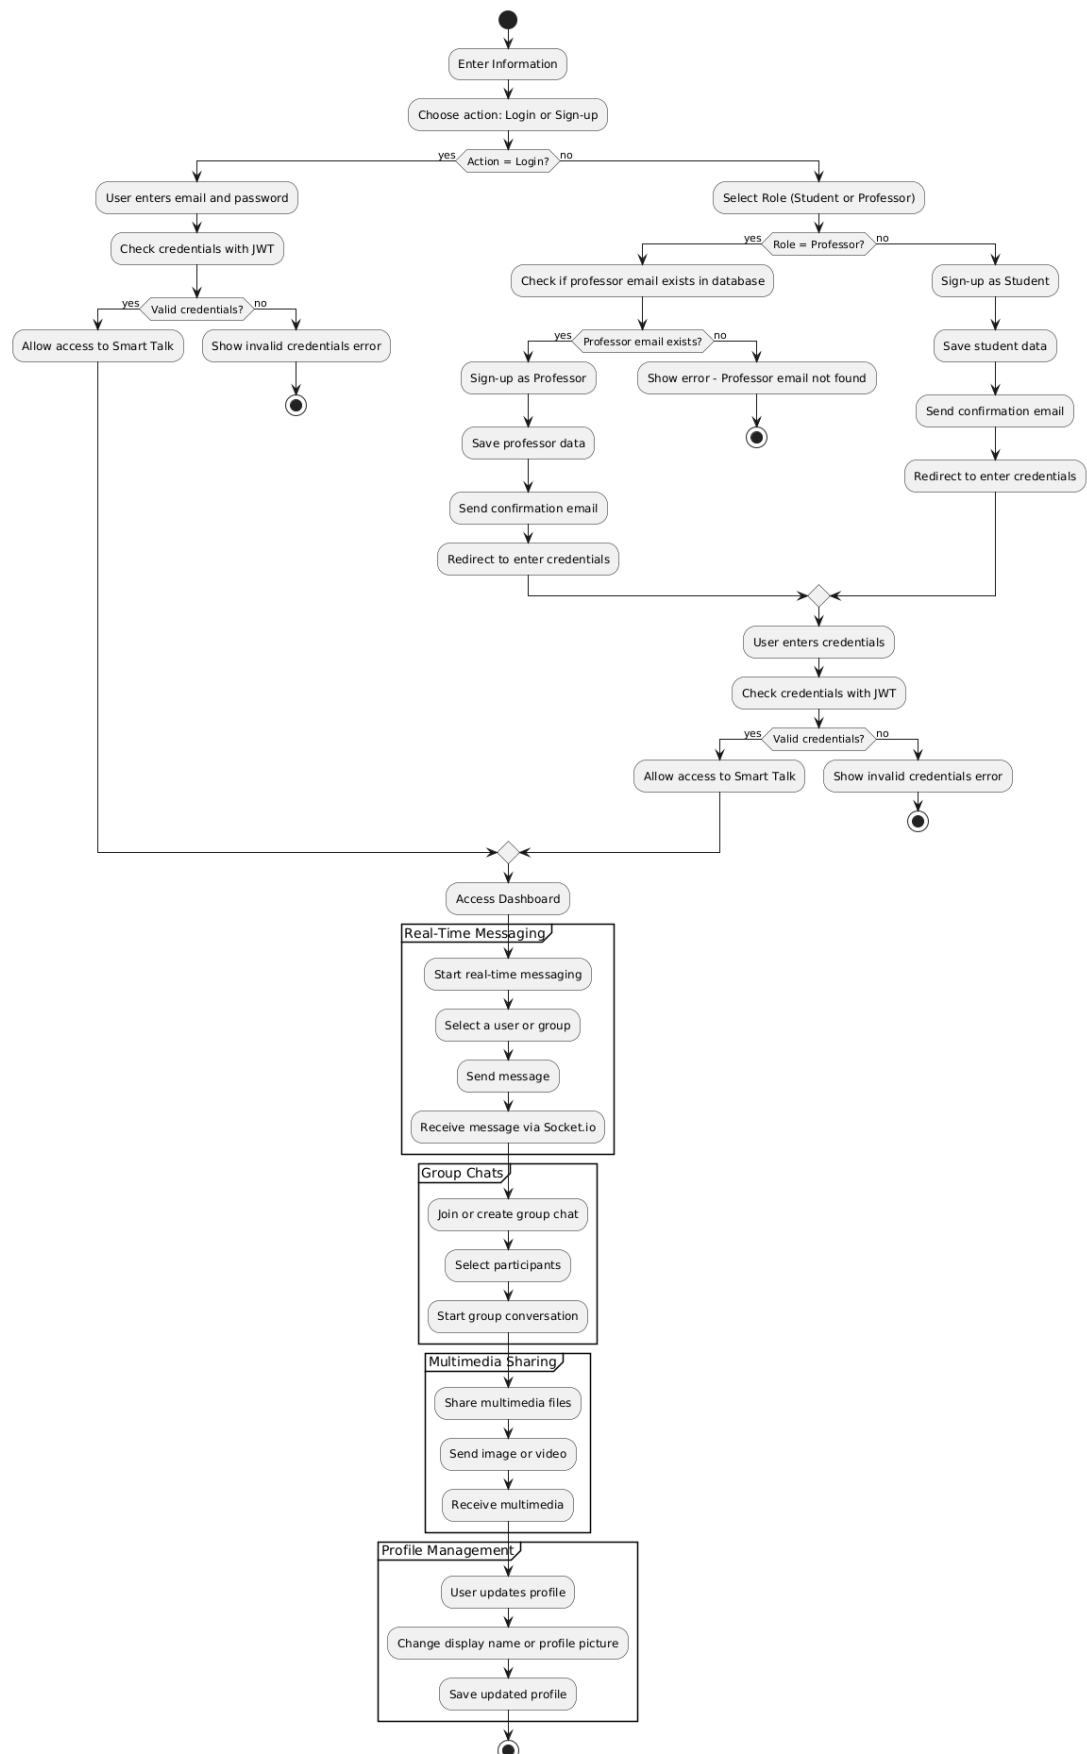 Enter Information
Choose action: Login or Sign-up
yes
Action = Login?
no
User enters email and password
Check credentials with JWT
yes
Valid credentials?
no
Allow access to Smart Talk
Show invalid credentials error
Select Role (Student or Professor)
yes
Role = Professor?
no
Check if professor email exists in database
yes
Professor email exists?
no
Sign-up as Professor
Save professor data
Send confirmation email
Redirect to enter credentials
Show error - Professor email not found
Sign-up as Student
Save student data
Send confirmation email
Redirect to enter credentials
User enters credentials
Check credentials with JWT
yes
Valid credentials?
no
Allow access to Smart Talk
Show invalid credentials error
Access Dashboard
Real-Time Messaging
Start real-time messaging
Select a user or group
Send message
Receive message via Socket.io
Group Chats
Join or create group chat
Select participants
Start group conversation
Multimedia Sharing
Share multimedia files
Send image or video
Receive multimedia
Profile Management
User updates profile
Change display name or profile picture
Save updated profile